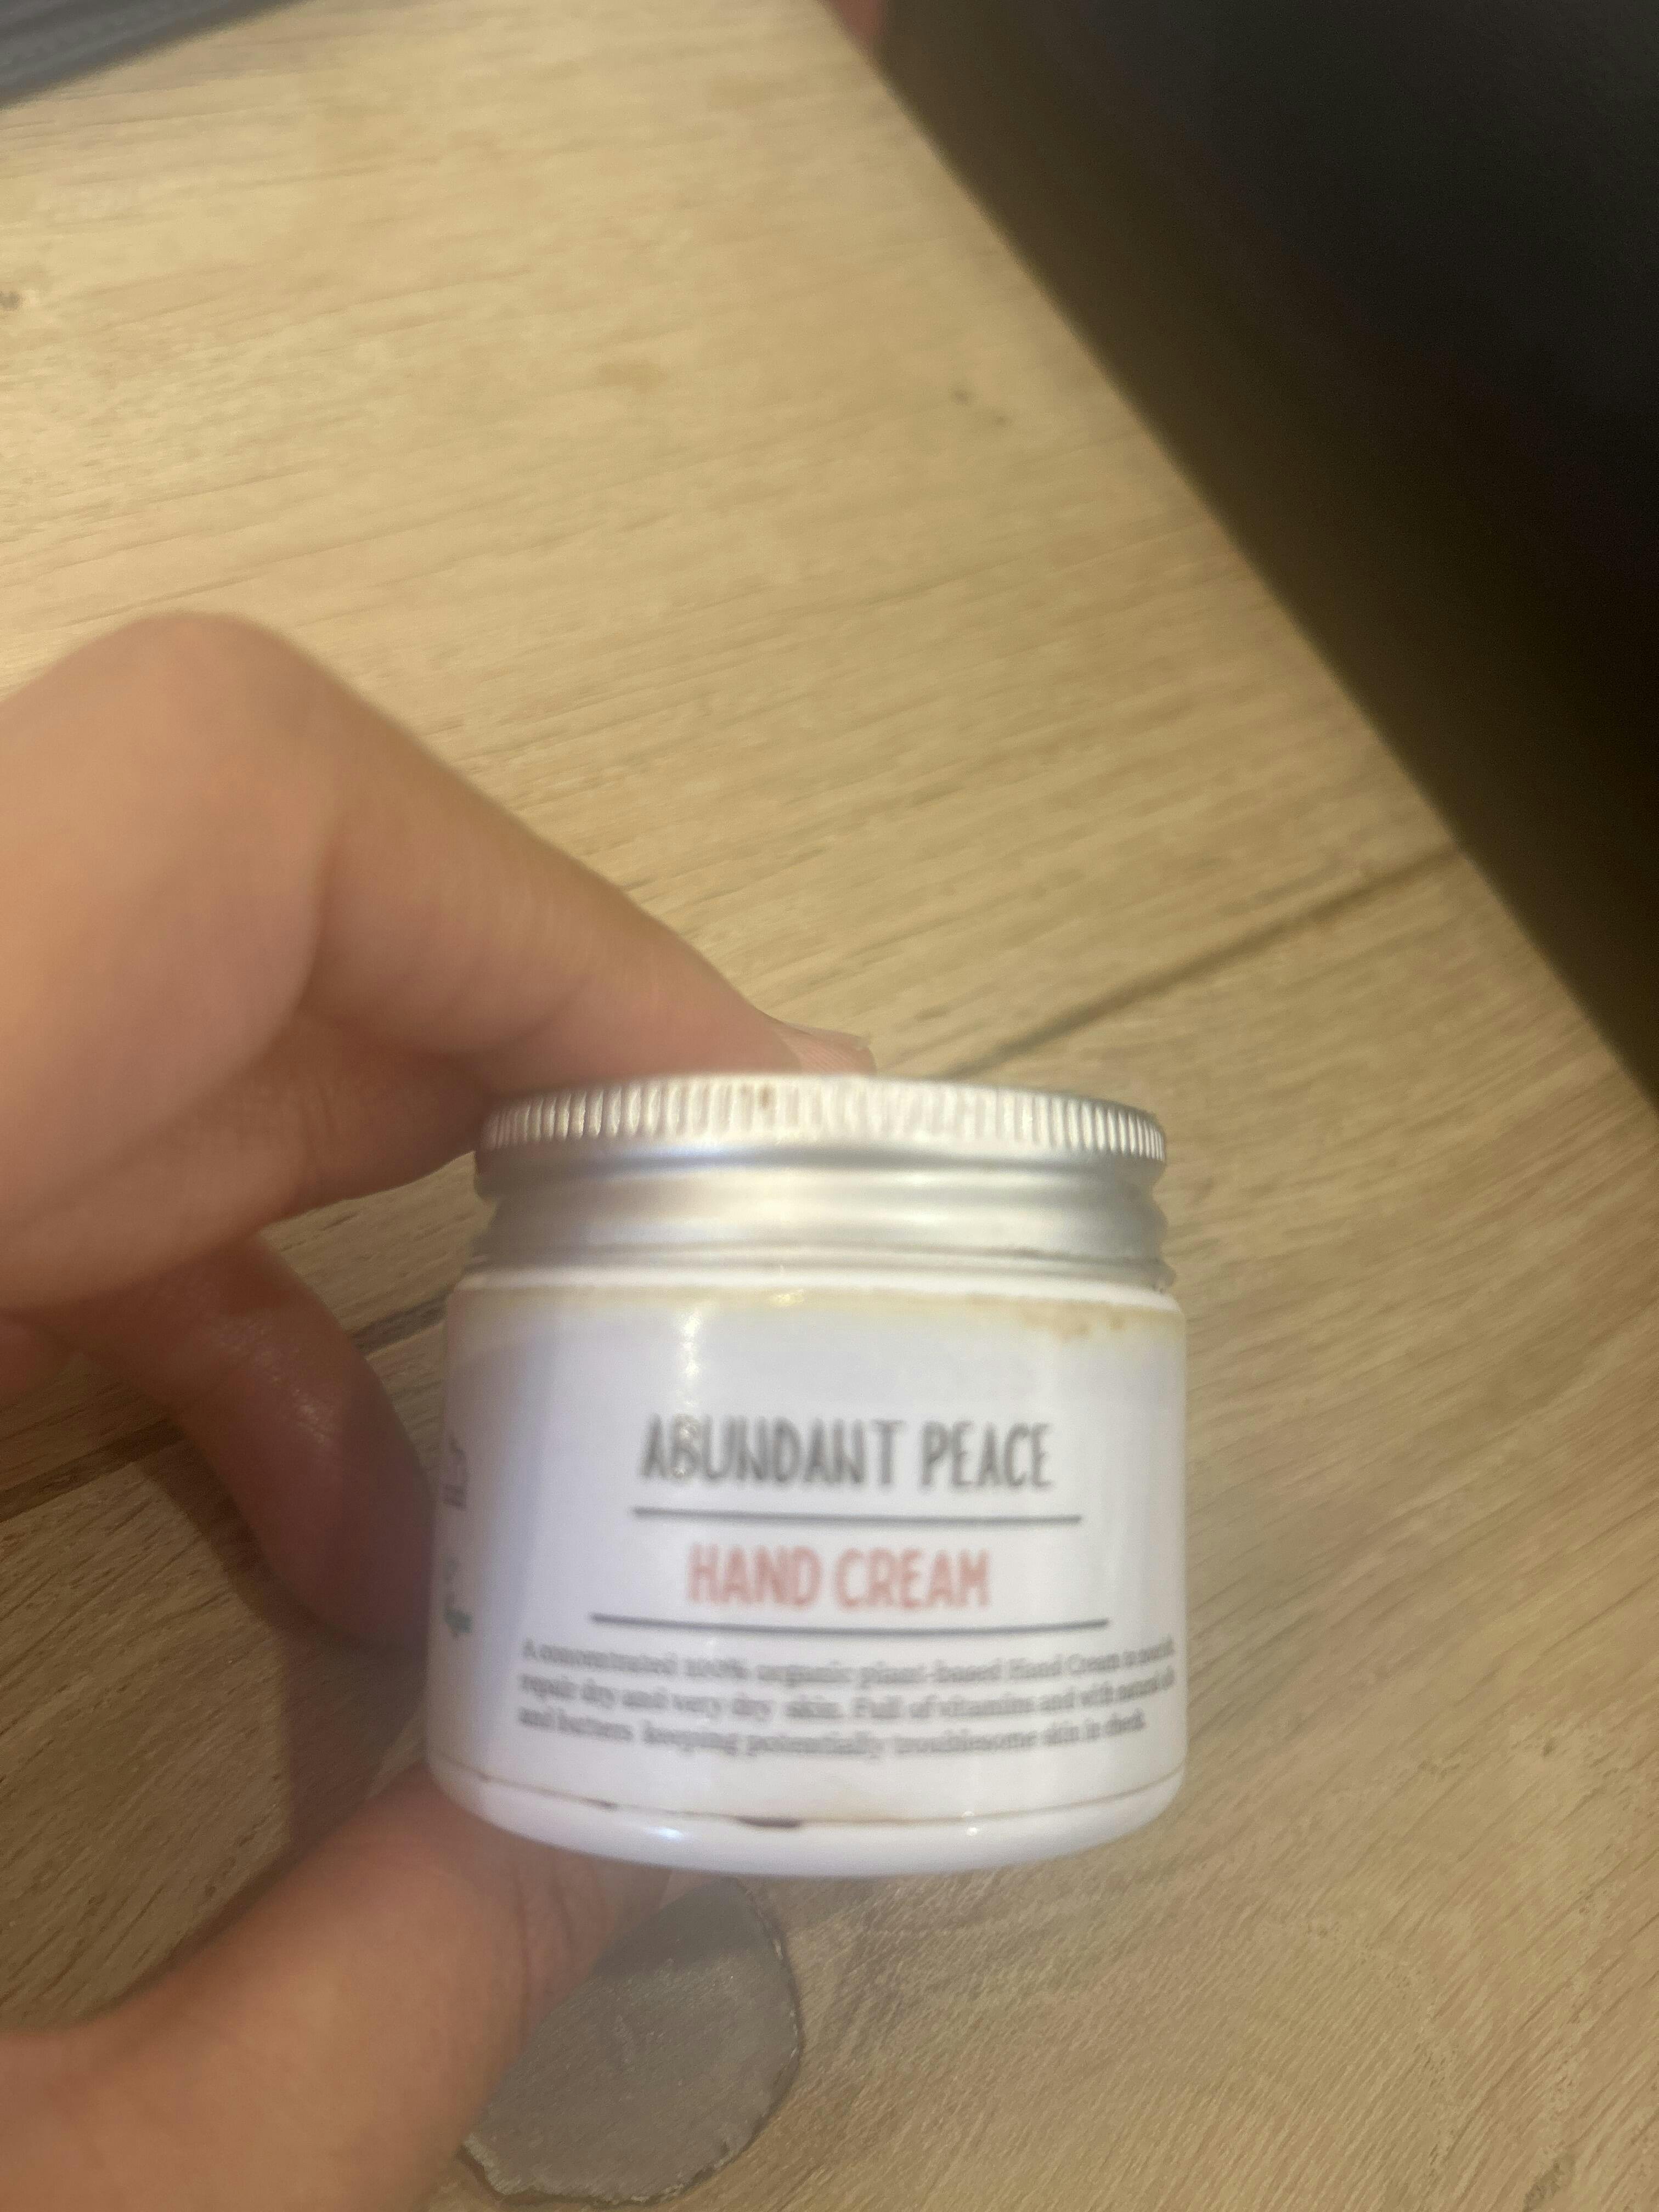 ABUNDANT PEACE
HAND CREAM
A concentrated 100% organic plant-based Hand Cream to nourish
repair dry and very dry skin. Full of vitamins and with natural oils
and butters. keeping potentially troublesome skin in check.
Vegan